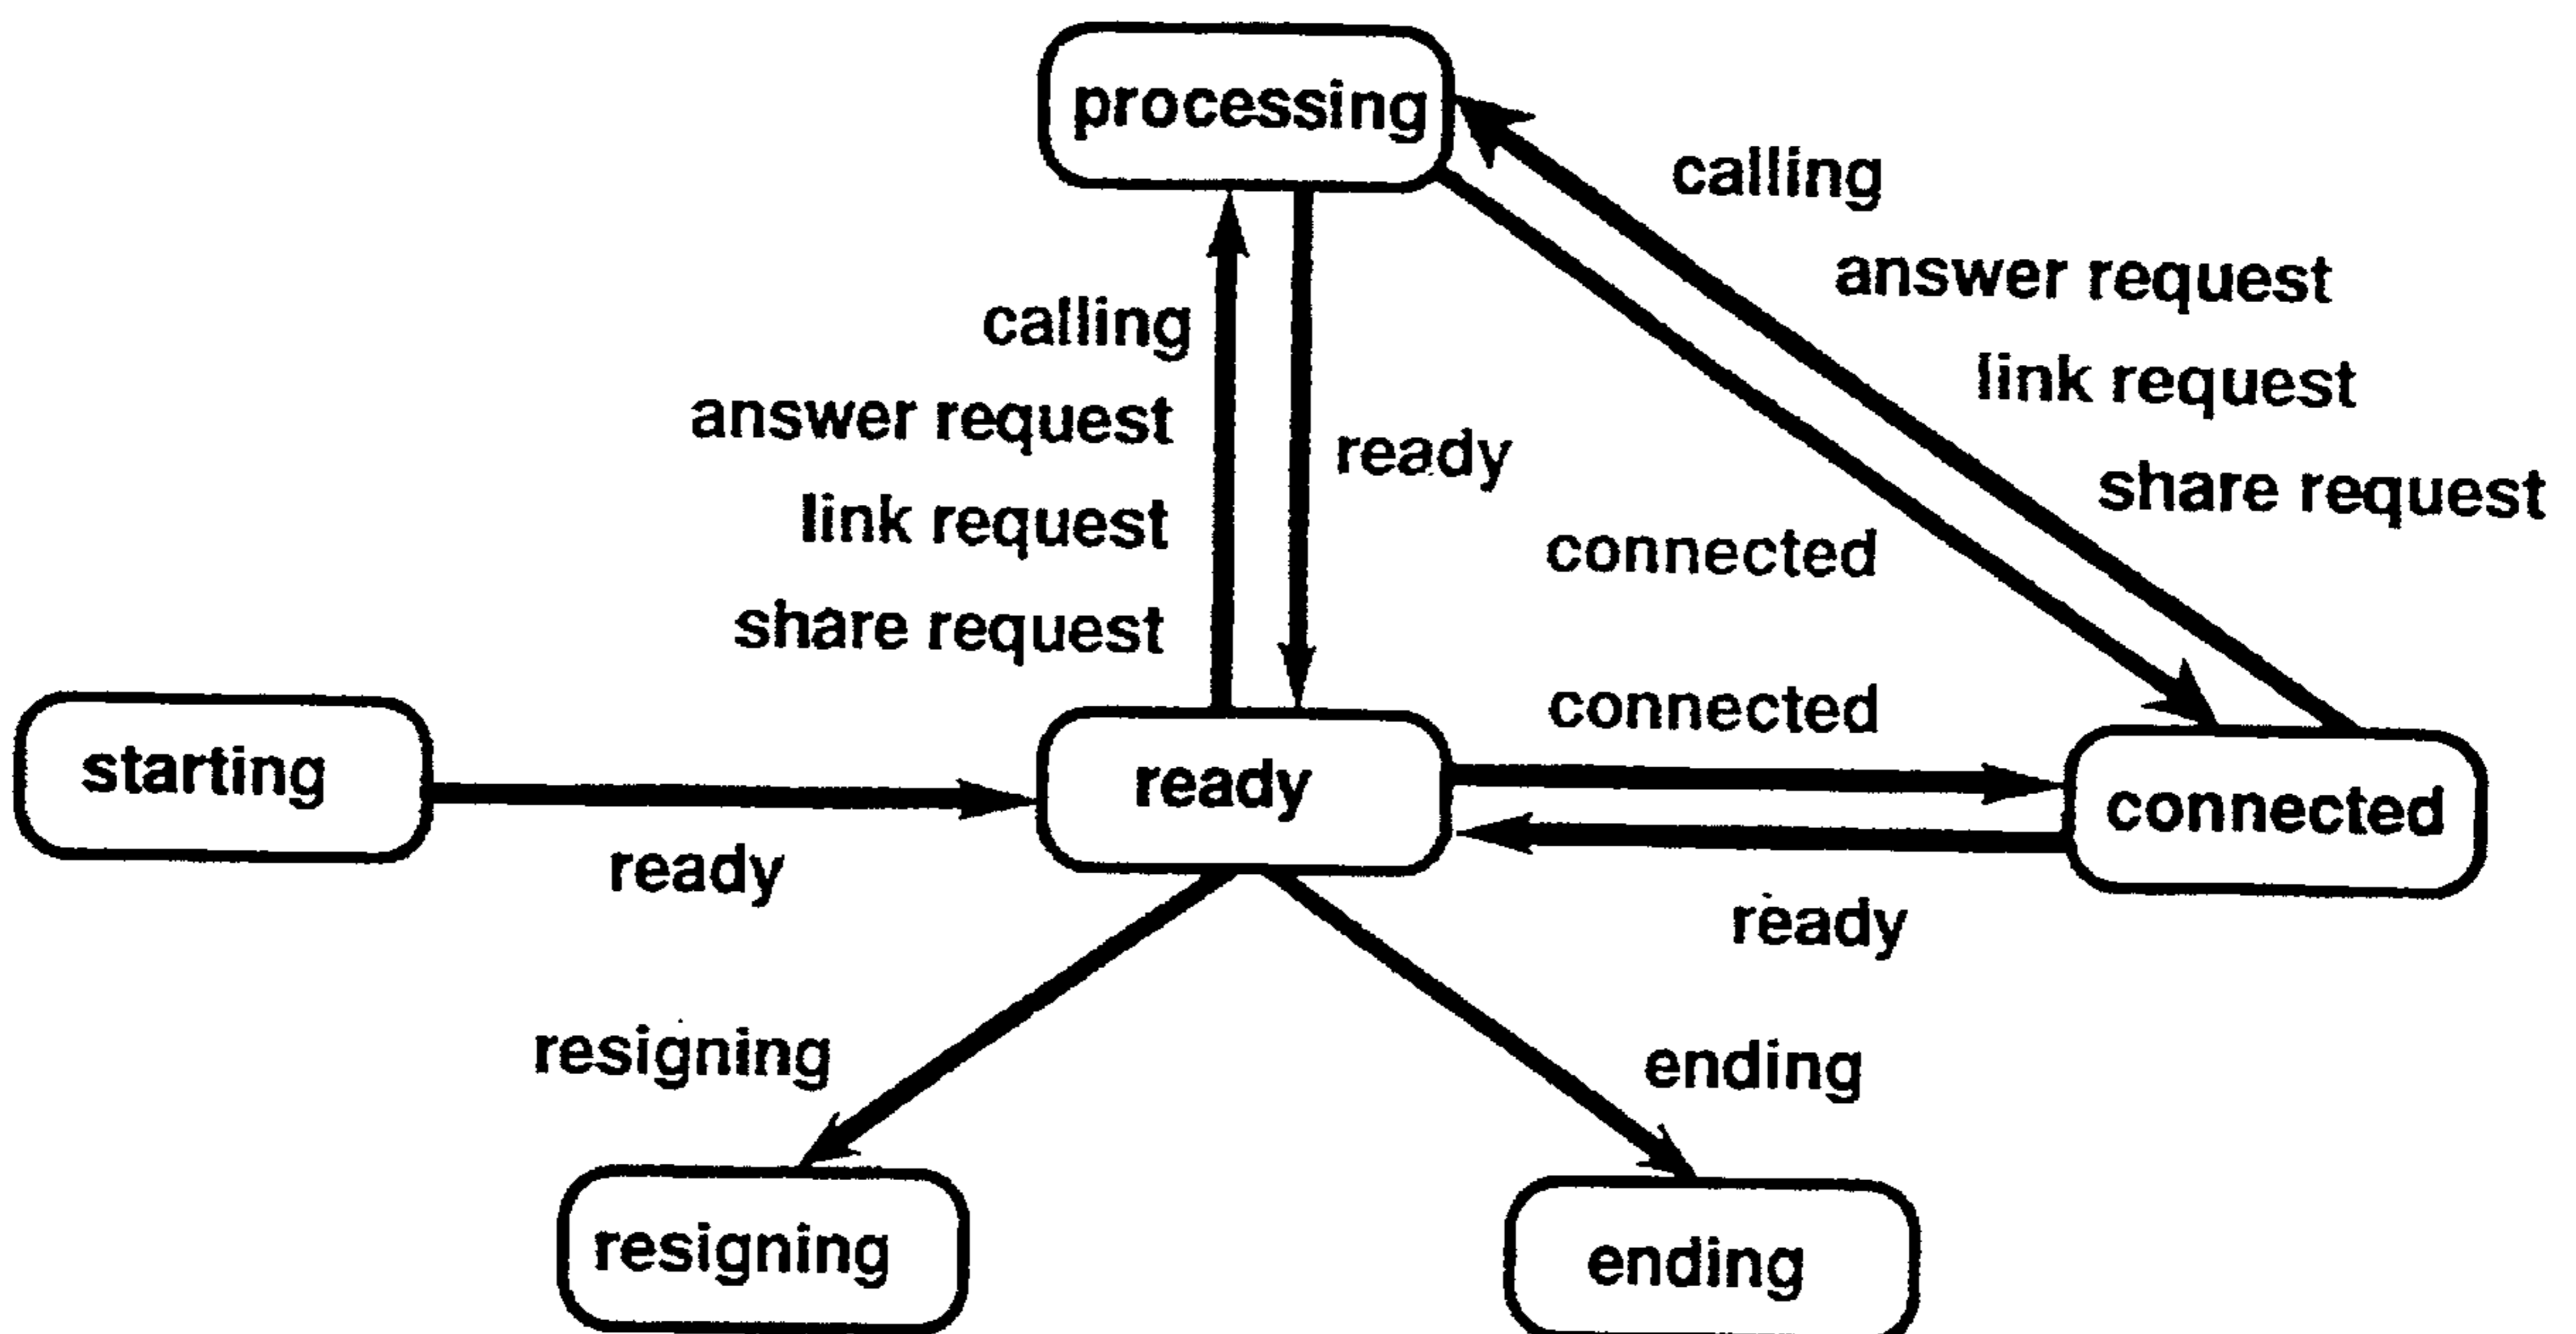 processing
calling
answer request
link request
share request
calling
answer request
link request
share request
ready
connected
connected
starting
ready
connected
ready
ready
resigning
ending
resigning
ending